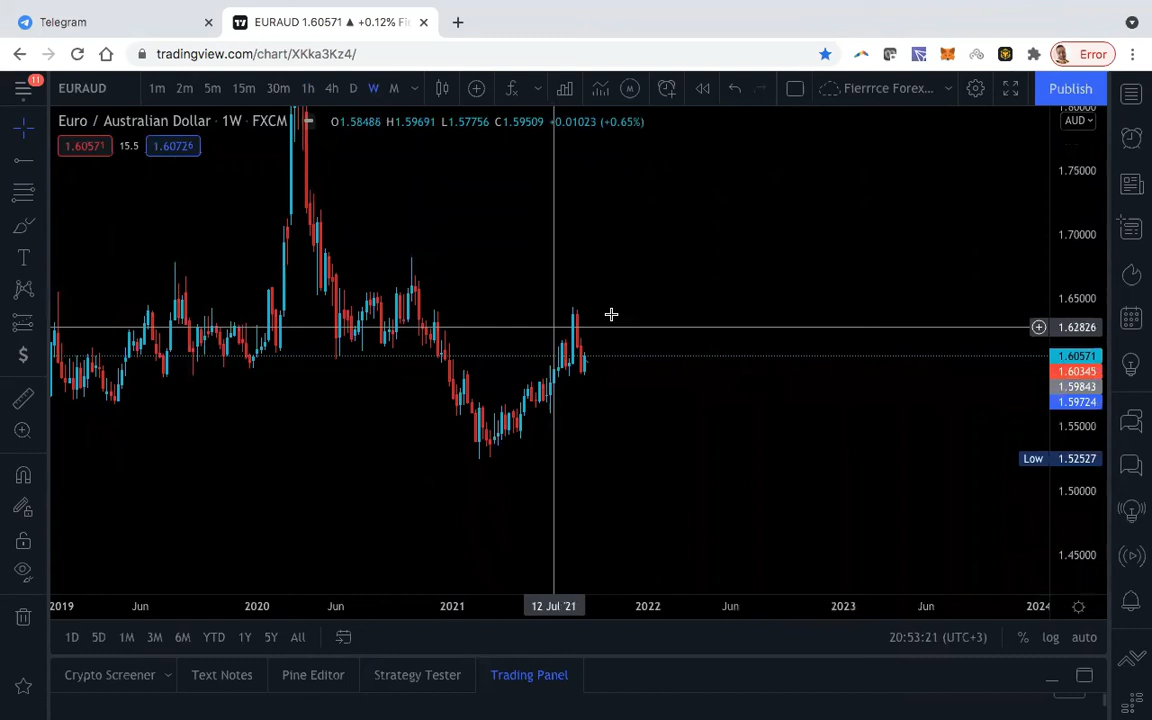 Telegram
EURAUD 1.60571 ▲ +0.12% Fi
tradingview.com/chart/XKka3Kz4/
Error
11
EURAUD
1m 2m 5m 15m 30m 1h 4h D W M
Flerrrce Forex...
Publish
Euro / Australian Dollar · 1W · FXCM
O1.58486 H1.59691 L1.57756 C1.59509 +0.01023 (+0.65%)
1.60571 15.5 1.60726
AUD
1.80000
1.75000
1.70000
1.65000
1.62826
1.60571
1.60345
1.59843
1.59724
1.55000
Low 1.52527
1.50000
1.45000
2019 Jun 2020 Jun 2021 12 Jul '21 2022 Jun 2023 Jun 2024
1D 5D 1M 3M 6M YTD 1Y 5Y All
20:53:21 (UTC+3) % log auto
Crypto Screener Text Notes Pine Editor Strategy Tester Trading Panel